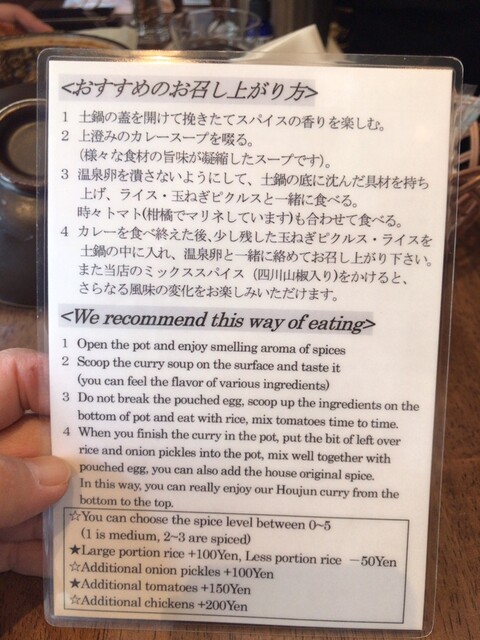 <おすすめのお召し上がり方>
1 土鍋の蓋を開けて挽きたてスパイスの香りを楽しむ。
2 上澄みのカレースープを啜る。
(様々な食材の旨味が凝縮したスープです)。
3 温泉卵を潰さないようにして、土鍋の底に沈んだ具材を持ち
上げ、ライス・玉ねぎピクルスと一緒に食べる。
時々トマト(柑橘でマリネしています)も合わせて食べる。
4 カレーを食べ終えた後、少し残した玉ねぎピクルス・ライスを
土鍋の中に入れ、温泉卵と一緒に絡めてお召し上がり下さい。
また当店のミックススパイス(四川山椒入り)をかけると、
さらなる風味の変化をお楽しみいただけます。
<We recommend this way of eating>
1 Open the pot and enjoy smelling aroma of spices
2 Scoop the curry soup on the surface and taste it
(you can feel the flavor of various ingredients)
3 Do not break the pouched egg, scoop up the ingredients on the
bottom of pot and eat with rice, mix tomatoes time to time.
4 When you finish the curry in the pot, put the bit of left over
rice and onion pickles into the pot, mix well together with
pouched egg, you can also add the house original spice.
In this way, you can really enjoy our Houjun curry from the
bottom to the top.
☆You can choose the spice level between 0~5
(1 is medium, 2~3 are spiced)
★Large portion rice +100Yen, Less portion rice －50Yen
☆Additional onion pickles +100Yen
★Additional tomatoes +150Yen
☆Additional chickens +200Yen